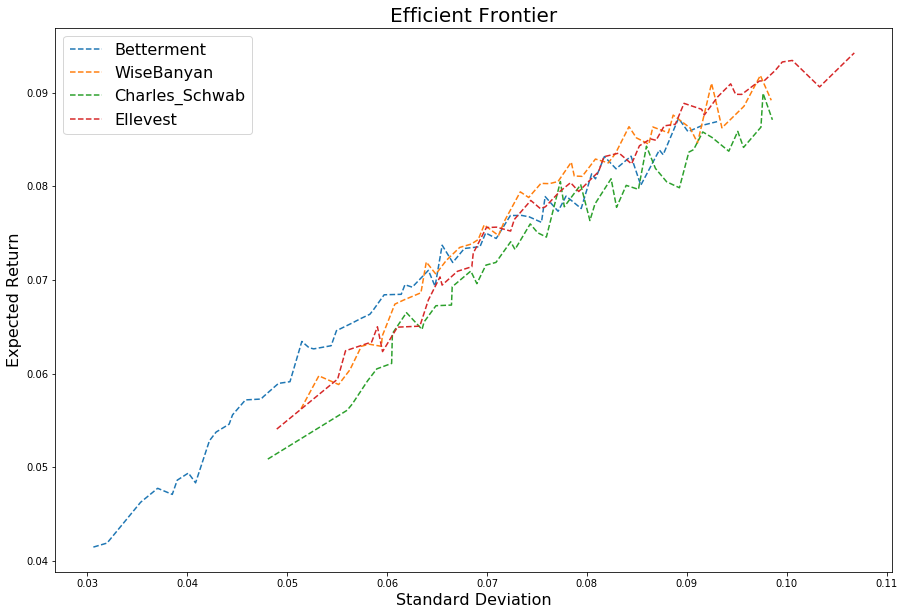 Efficient Frontier
Betterment
WiseBanyan
Charles_Schwab
Ellevest
Expected Return
0.09
0.08
0.07
0.06
0.05
0.04
0.03 0.04 0.05 0.06 0.07 0.08 0.09 0.10 0.11
Standard Deviation